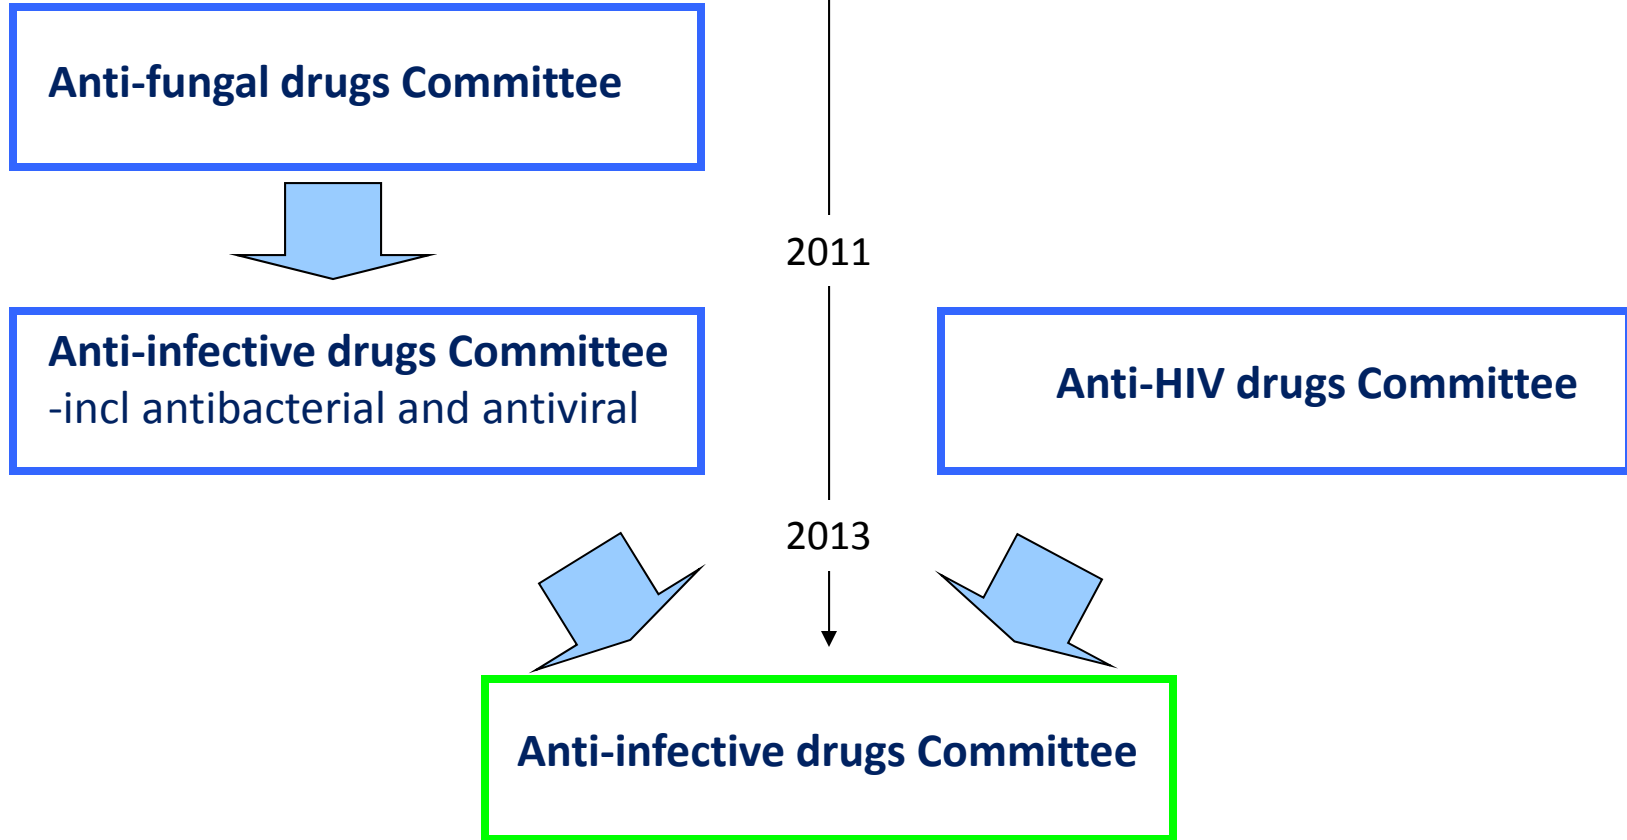 Anti-fungal drugs Committee
2011
Anti-infective drugs Committee
-incl antibacterial and antiviral
Anti-HIV drugs Committee
2013
Anti-infective drugs Committee